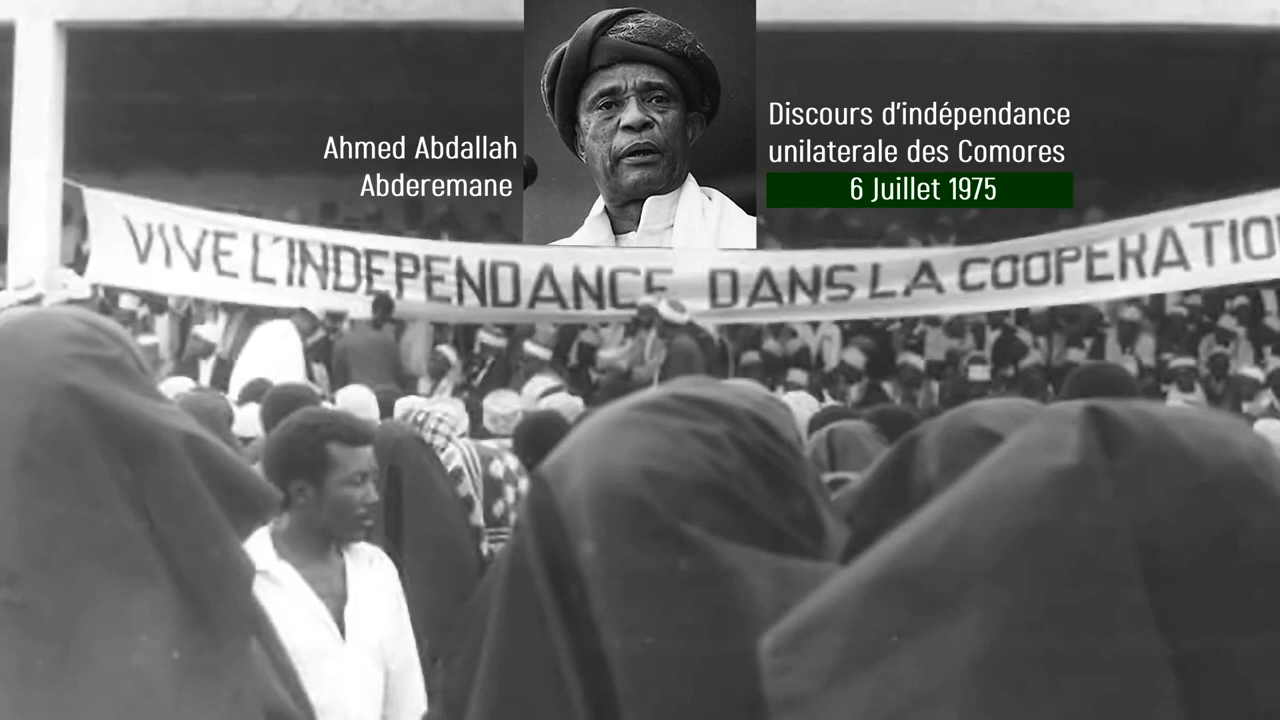 Ahmed Abdallah
Abderemane
Discours d'indépendance
unilaterale des Comores
6 Juillet 1975
VIVE L'INDEPENDANCE DANS LA COOPERATIO